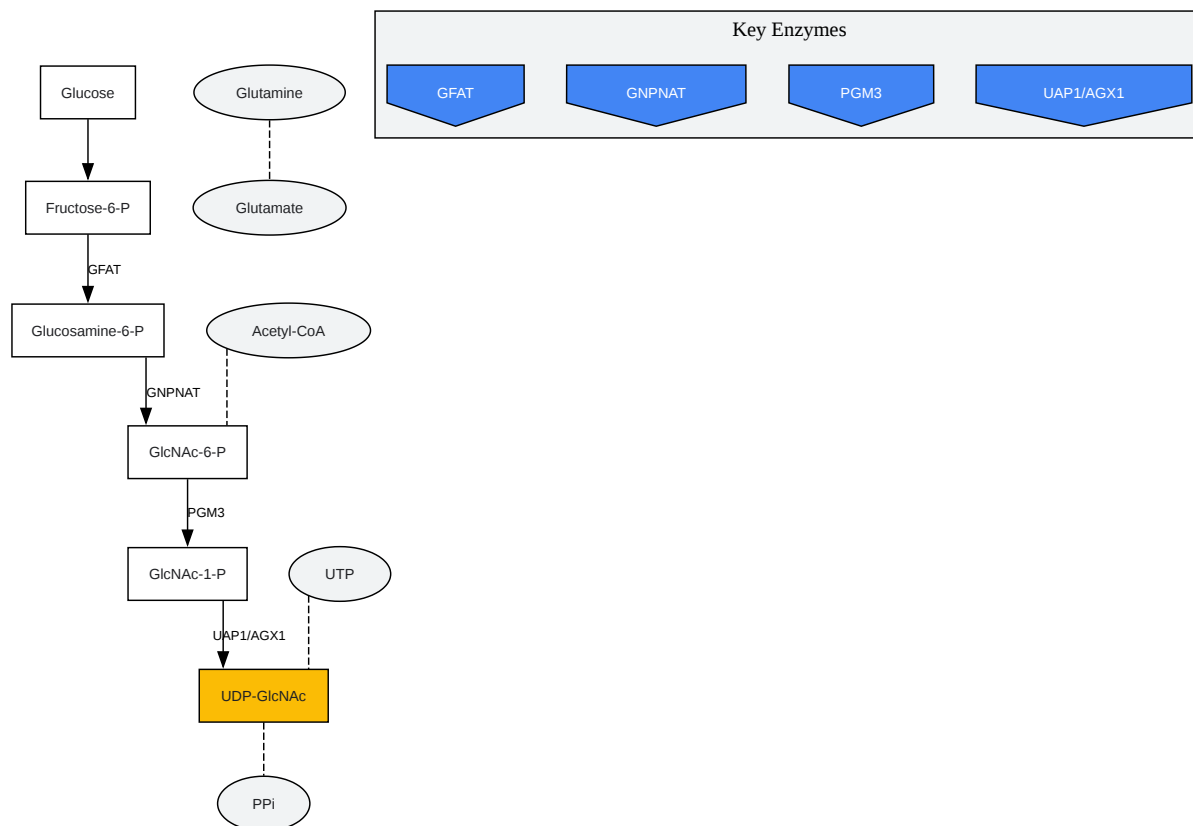 Key Enzymes
Glucose
Glutamine
GFAT
GNPNAT
PGM3
UAP1/AGX1
Fructose-6-P
Glutamate
GFAT
Glucosamine-6-P
Acetyl-CoA
GNPNAT
GlcNAc-6-P
PGM3
GlcNAc-1-P
UTP
UAP1/AGX1
UDP-GlcNAc
PPi